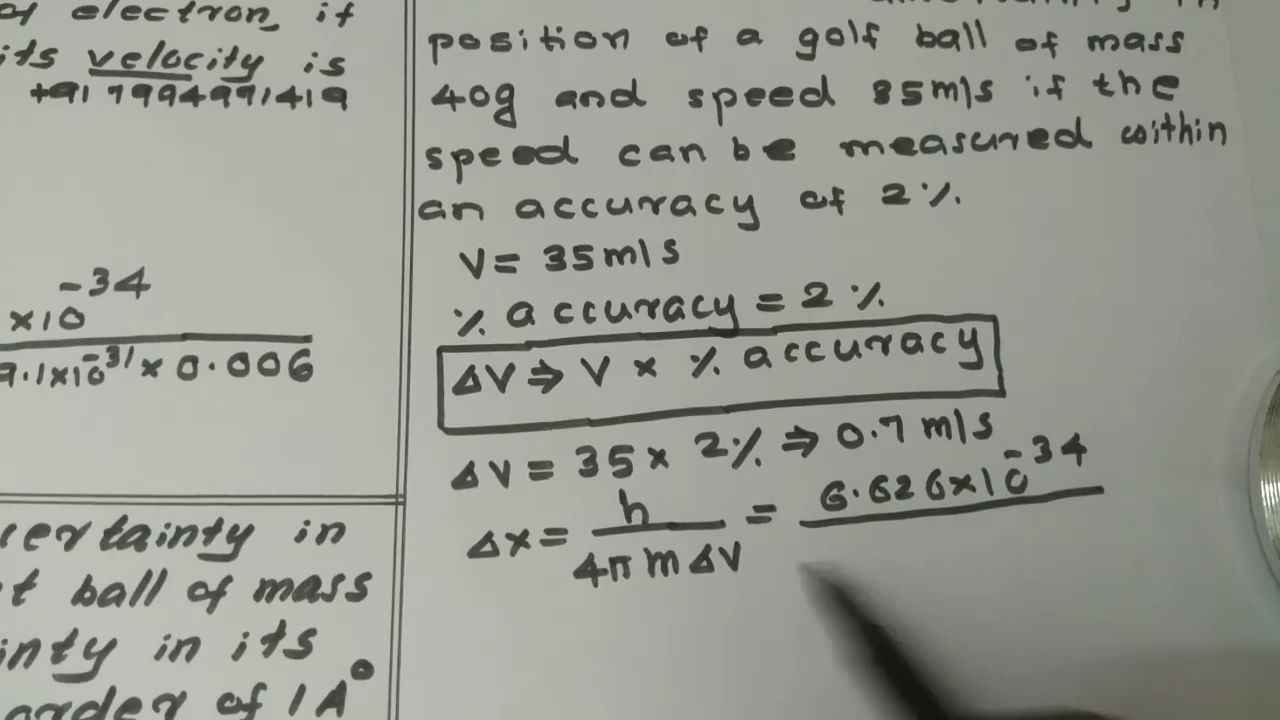 of electron, if
its velocity is
+91 7994991419
-34
×10
9.1×10-31 × 0.006
certainty in
ball of mass
in its
order of 1A°
position of a golf ball of mass
40g and speed 35m/s if the
speed can be measured within
an accuracy of 2%.
V = 35m/s
% accuracy = 2%
ΔV ⇒ V × % accuracy
ΔV = 35 × 2% ⇒ 0.7 m/s
Δx = h / 4π m ΔV = 6.626×10-34